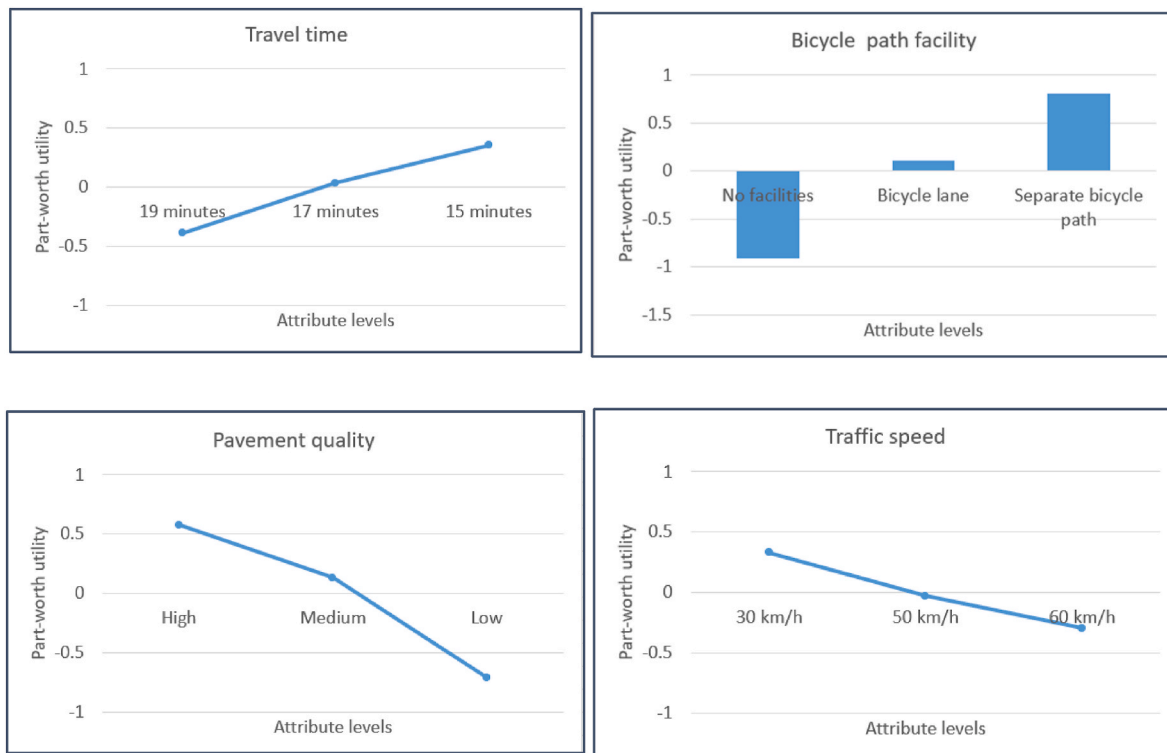 Travel time
1
0.5
0
-0.5
-1
Part-worth utility
19 minutes
17 minutes
15 minutes
Attribute levels
Bicycle path facility
1
0.5
0
-0.5
-1
-1.5
Part-worth utility
No facilities
Bicycle lane
Separate bicycle
path
Attribute levels
Pavement quality
1
0.5
0
-0.5
-1
Part-worth utility
High
Medium
Low
Attribute levels
Traffic speed
1
0.5
0
-0.5
-1
Part-worth utility
30 km/h
50 km/h
60 km/h
Attribute levels